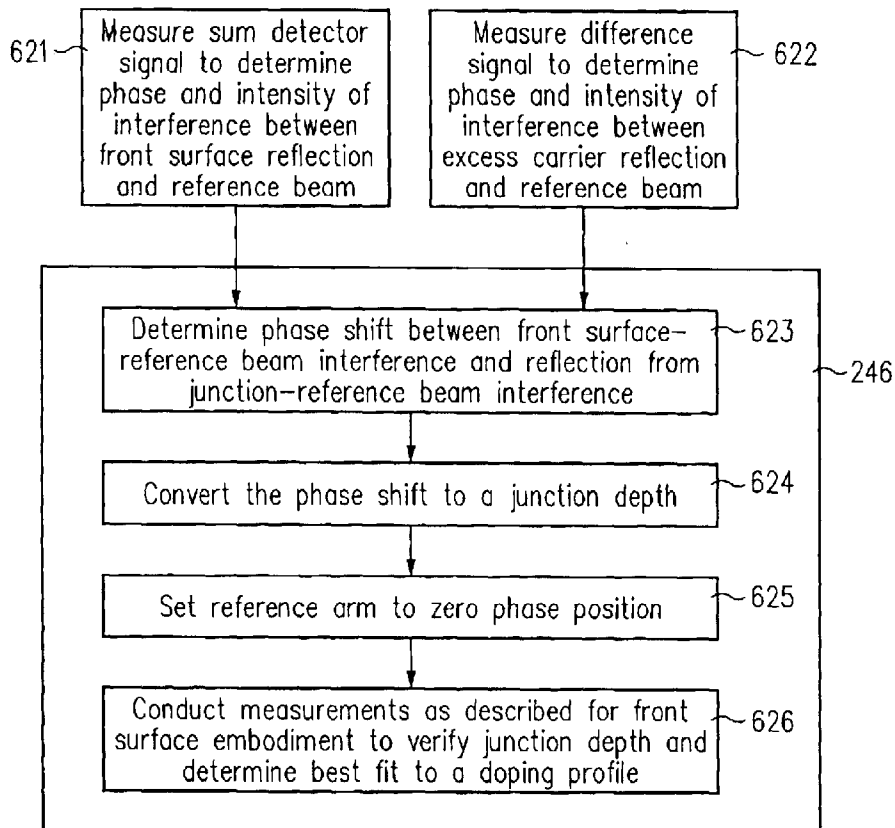 621
Measure sum detector
signal to determine
phase and intensity of
interference between
front surface reflection
and reference beam
Measure difference
signal to determine
phase and intensity of
interference between
excess carrier reflection
and reference beam
622
Determine phase shift between front surface–
reference beam interference and reflection from
junction–reference beam interference
623
246
Convert the phase shift to a junction depth
624
Set reference arm to zero phase position
625
Conduct measurements as described for front
surface embodiment to verify junction depth and
determine best fit to a doping profile
626